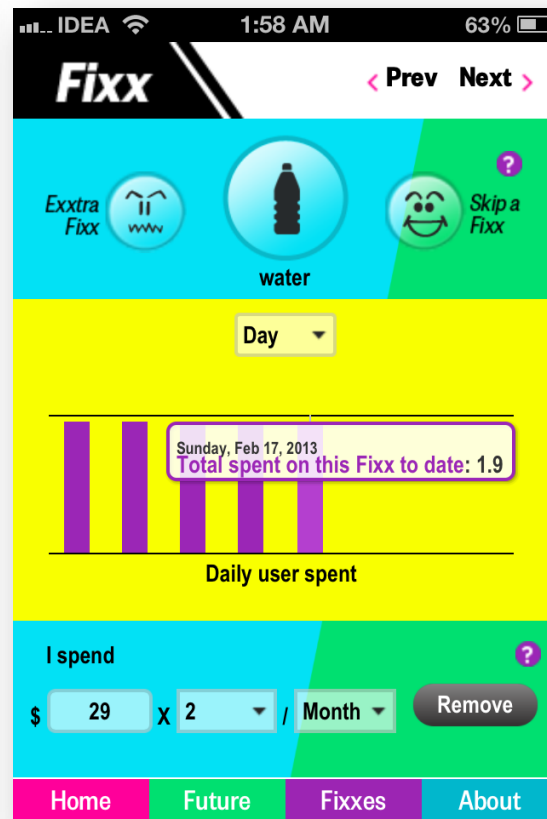 IDEA 1:58 AM 63%
Fixx
‹ Prev Next ›
?
Exxtra
Fixx
Skip a
Fixx
water
Day
Sunday, Feb 17, 2013
Total spent on this Fixx to date: 1.9
Daily user spent
I spend
?
$ 29 X 2 / Month Remove
Home Future Fixxes About